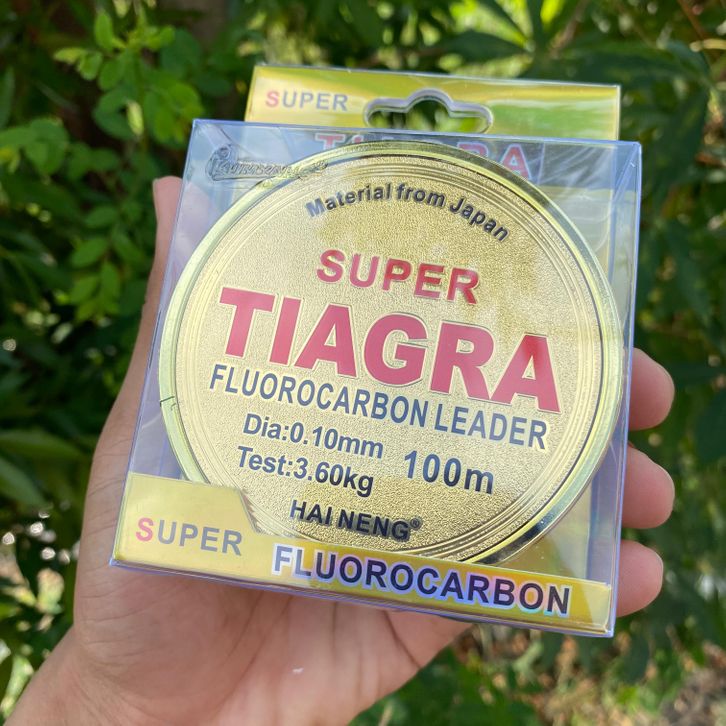 SUPER
TIAGRA
Material from Japan
SUPER
TIAGRA
FLUOROCARBON LEADER
Dia:0.10mm
Test:3.60kg
100m
HAI NENG®
SUPER
FLUOROCARBON